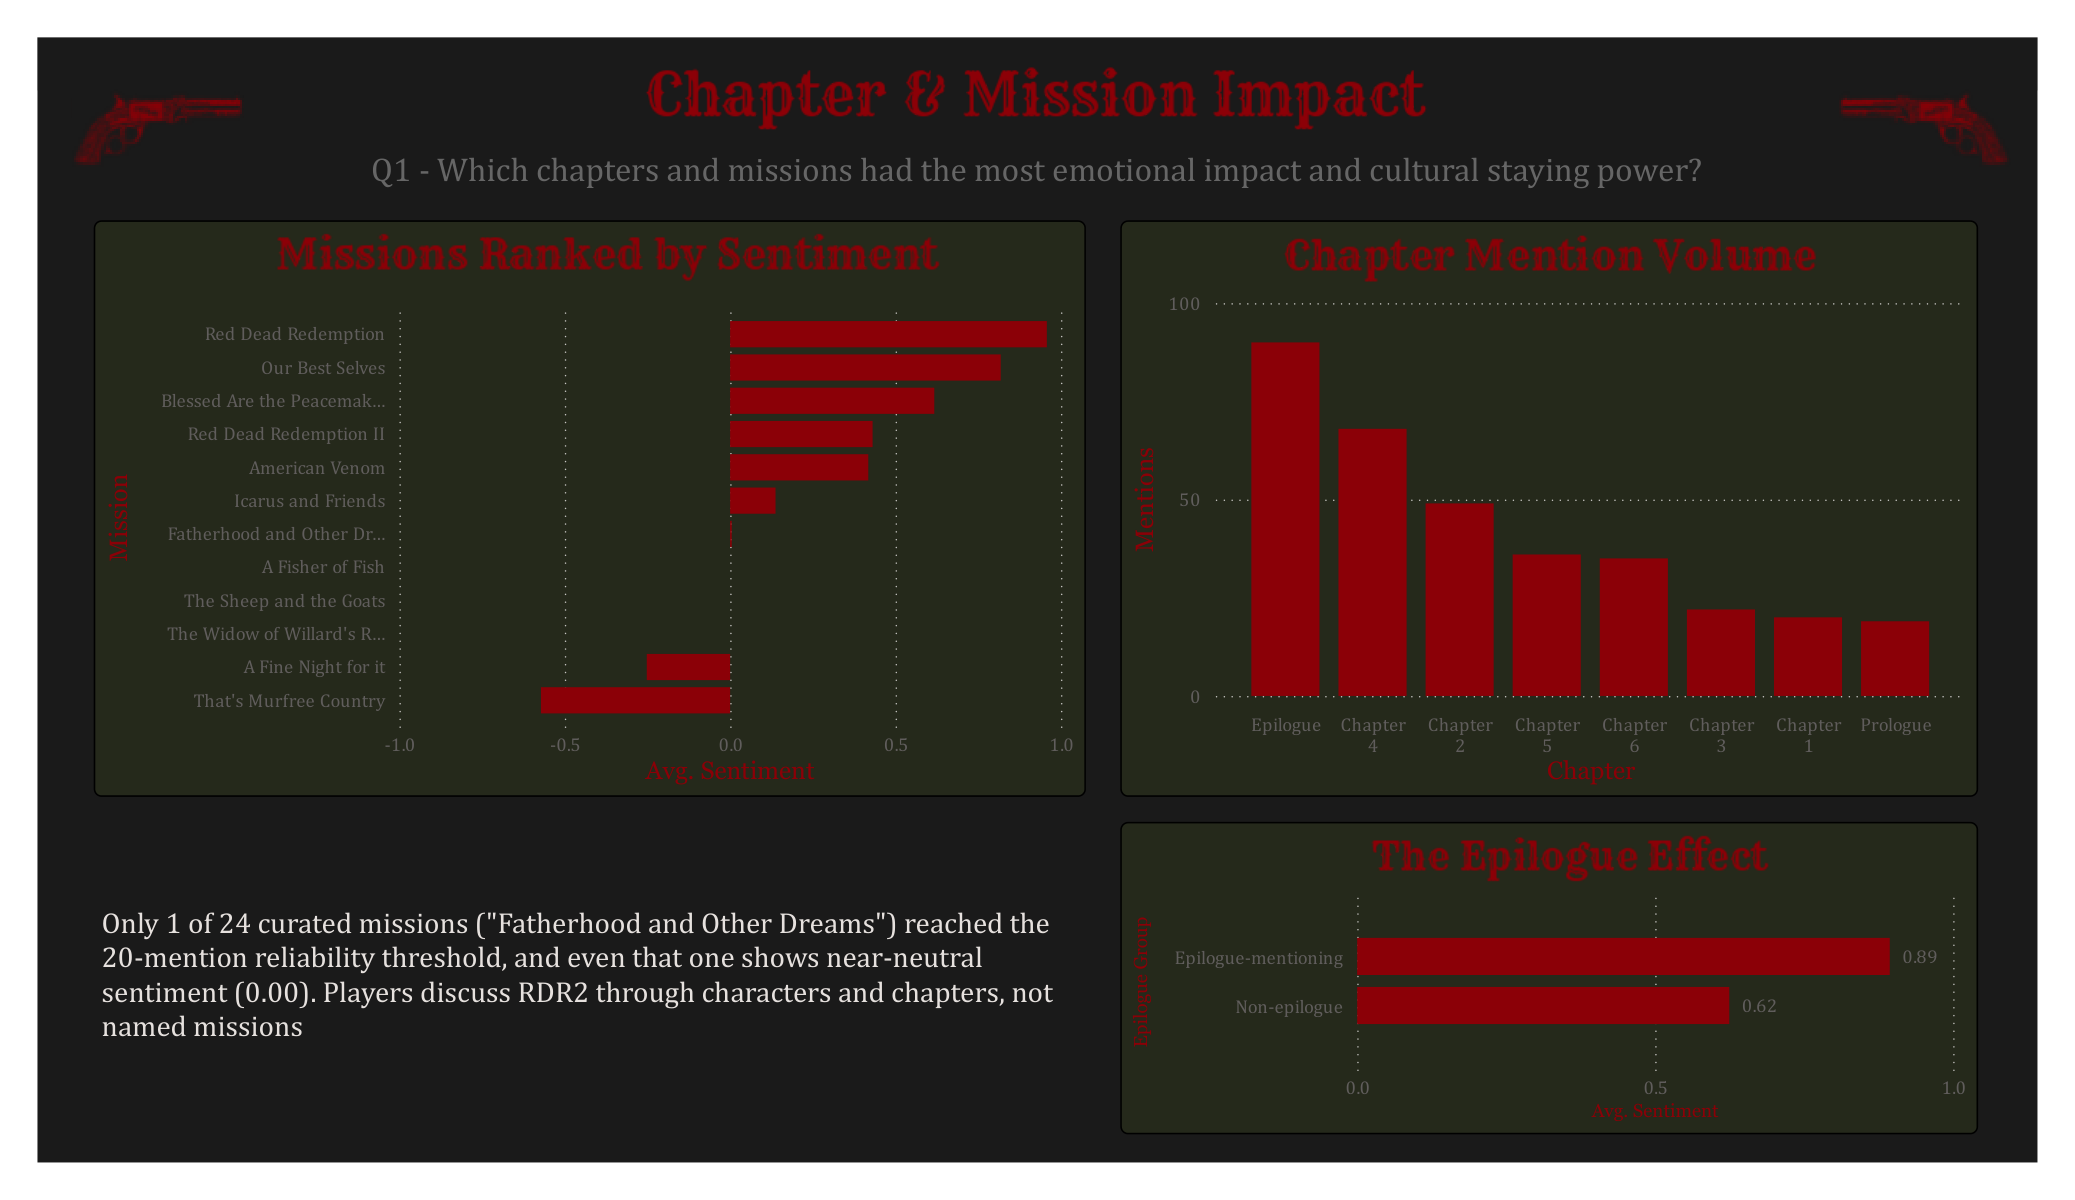 Chapter & Mission Impact
Q1 - Which chapters and missions had the most emotional impact and cultural staying power?
Missions Ranked by Sentiment
Mission
Red Dead Redemption
Our Best Selves
Blessed Are the Peacemak...
Red Dead Redemption II
American Venom
Icarus and Friends
Fatherhood and Other Dr...
A Fisher of Fish
The Sheep and the Goats
The Widow of Willard's R...
A Fine Night for it
That's Murfree Country
-1.0 -0.5 0.0 0.5 1.0
Avg. Sentiment
Chapter Mention Volume
Mentions
100
50
0
Epilogue Chapter 4 Chapter 2 Chapter 5 Chapter 6 Chapter 3 Chapter 1 Prologue
Chapter
Only 1 of 24 curated missions ("Fatherhood and Other Dreams") reached the
20-mention reliability threshold, and even that one shows near-neutral
sentiment (0.00). Players discuss RDR2 through characters and chapters, not
named missions
The Epilogue Effect
Epilogue Group
Epilogue-mentioning 0.89
Non-epilogue 0.62
0.0 0.5 1.0
Avg. Sentiment